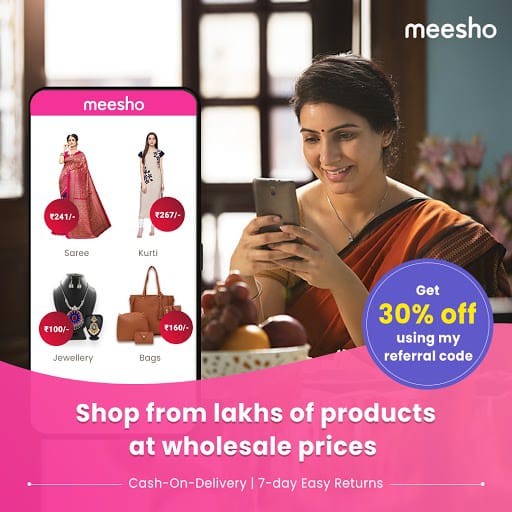 meesho
meesho
₹241/-
₹267/-
Saree
Kurti
₹100/-
₹160/-
Jewellery
Bags
Get
30% off
using my
referral code
Shop from lakhs of products
at wholesale prices
Cash-On-Delivery | 7-day Easy Returns